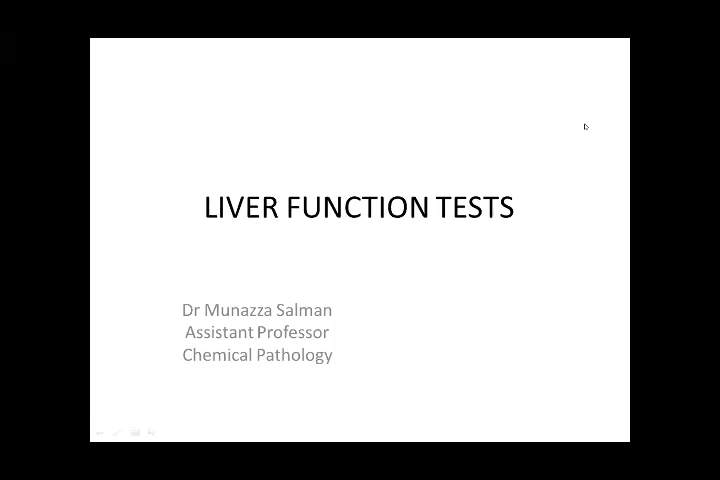 LIVER FUNCTION TESTS
Dr Munazza Salman
Assistant Professor
Chemical Pathology